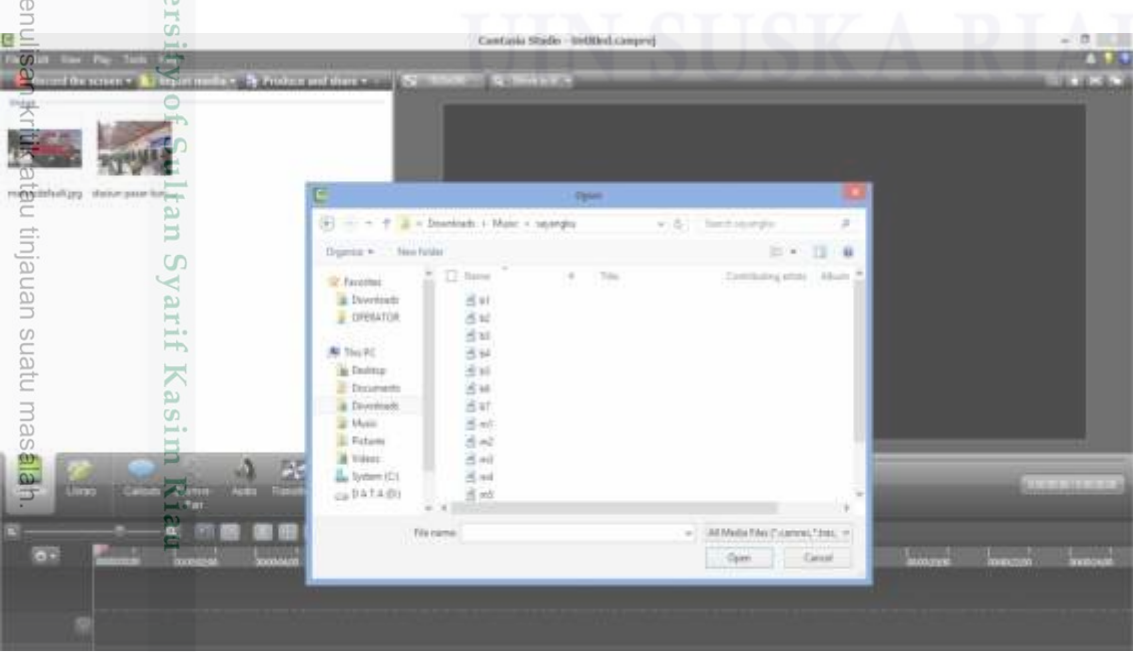 UIN SUSKA RIAU
Camtasia Studio - Untitled.camproj
File Edit View Play Tools
Record the screen Import media Produce and share
default.jpg stasiun pasar
Open
Downloads Music sayangku
Search sayangku
Organize New folder
Name # Title Contributing artists Album
Favorites
Downloads
OPERATOR
This PC
Desktop
Documents
Downloads
Music
Pictures
Videos
System (C:)
D A T A (D:)
b1
b2
b3
b4
b5
b6
b7
m1
m2
m3
m4
m5
File name:
All Media Files (*.camrec,*.trec,
Open Cancel
Library Callouts Audio
enulisan kritik atau tinjauan suatu masalah.
ersity of Sultan Syarif Kasim Riau